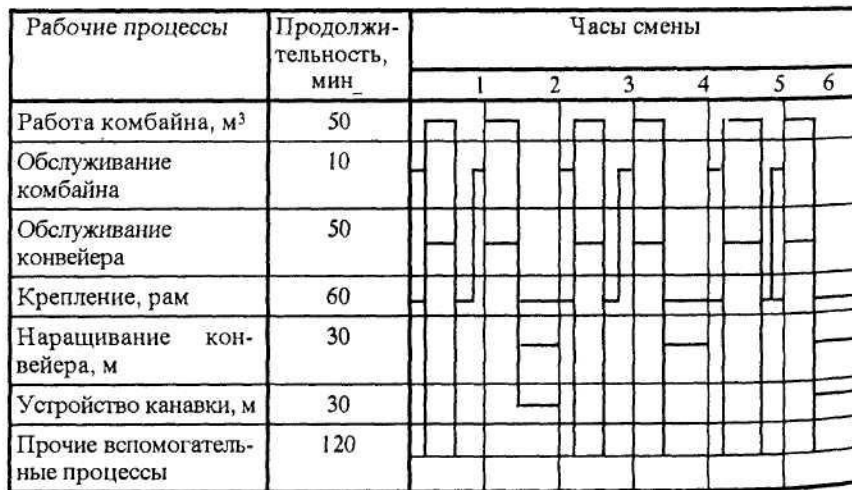 Рабочие процессы
Продолжи-
тельность,
мин
Часы смены
1 2 3 4 5 6
Работа комбайна, м³ 50
Обслуживание
комбайна
10
Обслуживание
конвейера
50
Крепление, рам 60
Наращивание кон-
вейера, м
30
Устройство канавки, м 30
Прочие вспомогатель-
ные процессы
120